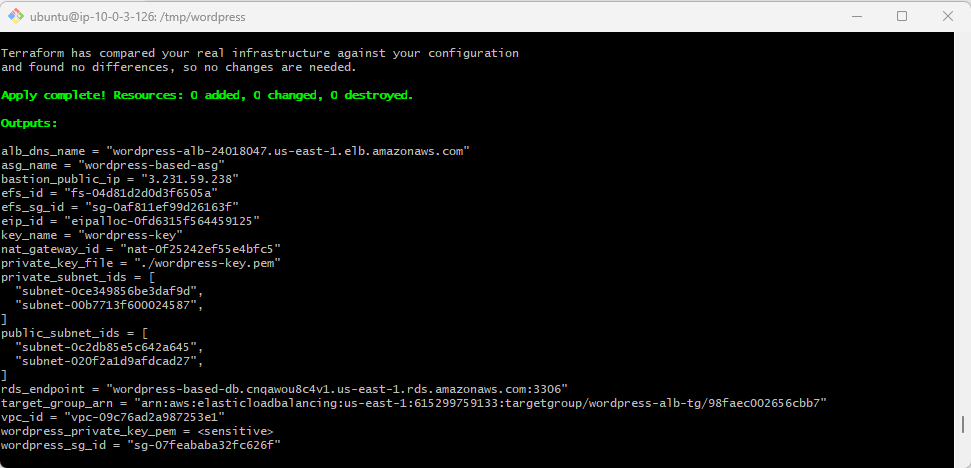 ubuntu@ip-10-0-3-126: /tmp/wordpress
Terraform has compared your real infrastructure against your configuration
and found no differences, so no changes are needed.
Apply complete! Resources: 0 added, 0 changed, 0 destroyed.
Outputs:
alb_dns_name = "wordpress-alb-24018047.us-east-1.elb.amazonaws.com"
asg_name = "wordpress-based-asg"
bastion_public_ip = "3.231.59.238"
efs_id = "fs-04d81d2d0d3f6505a"
efs_sg_id = "sg-0af811ef99d26163f"
eip_id = "eipalloc-0fd6315f564459125"
key_name = "wordpress-key"
nat_gateway_id = "nat-0f25242ef55e4bfc5"
private_key_file = "./wordpress-key.pem"
private_subnet_ids = [
  "subnet-0ce349856be3daf9d",
  "subnet-00b7713f600024587",
]
public_subnet_ids = [
  "subnet-0c2db85e5c642a645",
  "subnet-020f2a1d9afdcad27",
]
rds_endpoint = "wordpress-based-db.cnqawou8c4v1.us-east-1.rds.amazonaws.com:3306"
target_group_arn = "arn:aws:elasticloadbalancing:us-east-1:615299759133:targetgroup/wordpress-alb-tg/98faec002656cbb7"
vpc_id = "vpc-09c76ad2a987253e1"
wordpress_private_key_pem = <sensitive>
wordpress_sg_id = "sg-07feababa32fc626f"